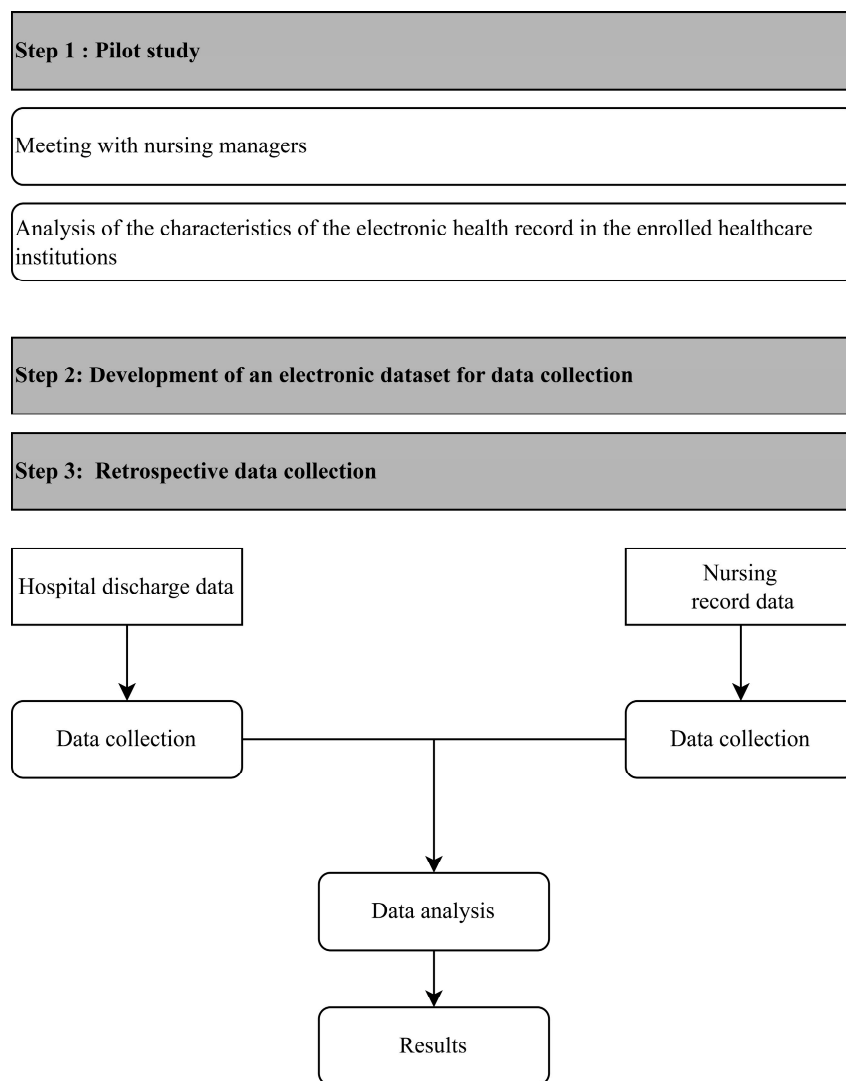 Step 1 : Pilot study
Meeting with nursing managers
Analysis of the characteristics of the electronic health record in the enrolled healthcare
institutions
Step 2: Development of an electronic dataset for data collection
Step 3:  Retrospective data collection
Hospital discharge data
Nursing
record data
Data collection
Data collection
Data analysis
Results